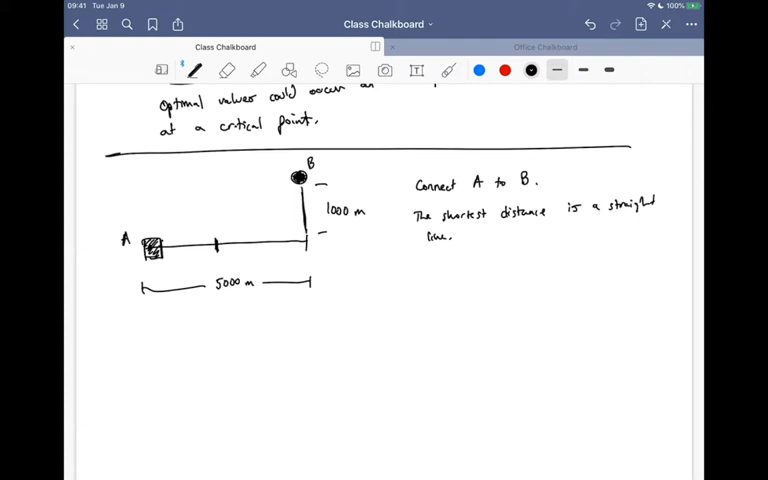 09:41 Tue Jan 9
100%
Class Chalkboard
Class Chalkboard
Office Chalkboard
optimal values could occur
at a critical point.
B
A
1000 m
5000 m
Connect A to B.
The shortest distance is a straight
line.